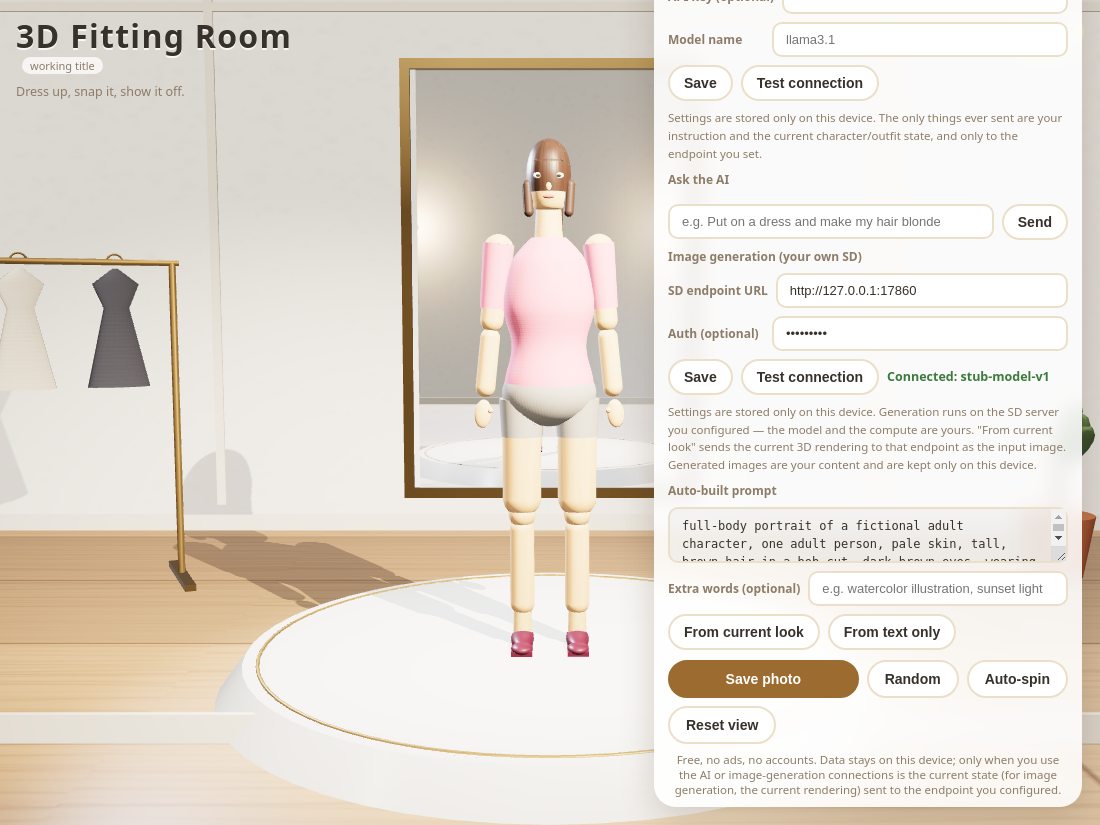 3D Fitting Room
working title
Dress up, snap it, show it off.
Model name
llama3.1
Save
Test connection
Settings are stored only on this device. The only things ever sent are your
instruction and the current character/outfit state, and only to the
endpoint you set.
Ask the AI
e.g. Put on a dress and make my hair blonde
Send
Image generation (your own SD)
SD endpoint URL
http://127.0.0.1:17860
Auth (optional)
•••••••••
Save
Test connection
Connected: stub-model-v1
Settings are stored only on this device. Generation runs on the SD server
you configured — the model and the compute are yours. "From current
look" sends the current 3D rendering to that endpoint as the input image.
Generated images are your content and are kept only on this device.
Auto-built prompt
full-body portrait of a fictional adult
character, one adult person, pale skin, tall,
brown hair in a bob cut, dark brown eyes, wearing
Extra words (optional)
e.g. watercolor illustration, sunset light
From current look
From text only
Save photo
Random
Auto-spin
Reset view
Free, no ads, no accounts. Data stays on this device; only when you use
the AI or image-generation connections is the current state (for image
generation, the current rendering) sent to the endpoint you configured.